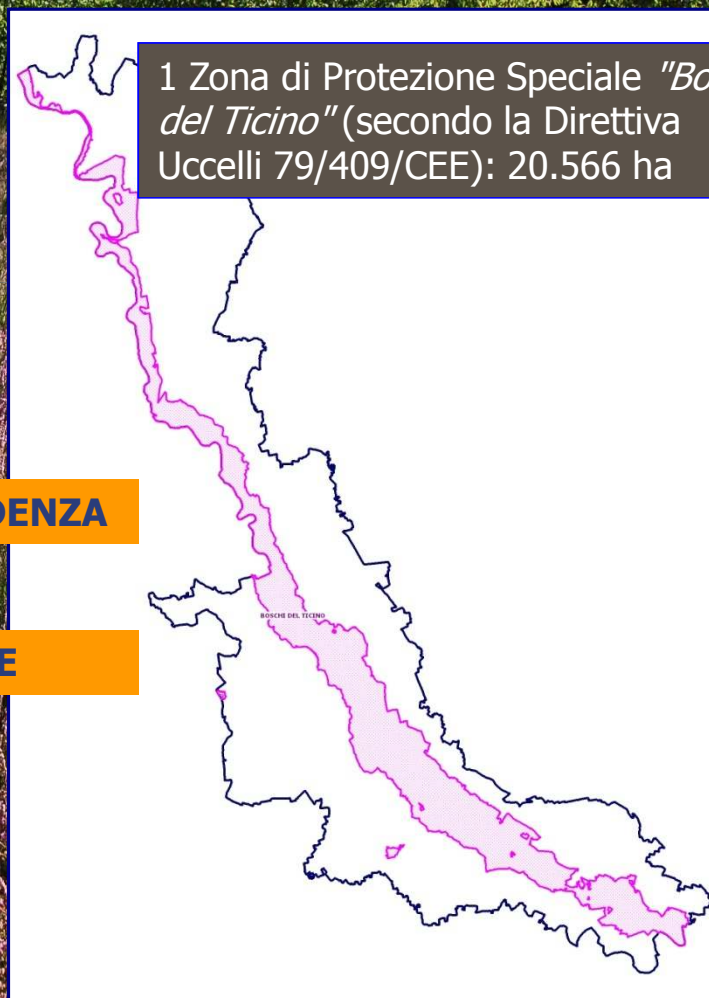 1 Zona di Protezione Speciale "Bo
del Ticino" (secondo la Direttiva
Uccelli 79/409/CEE): 20.566 ha
DENZA
E
BOSCHI DEL TICINO